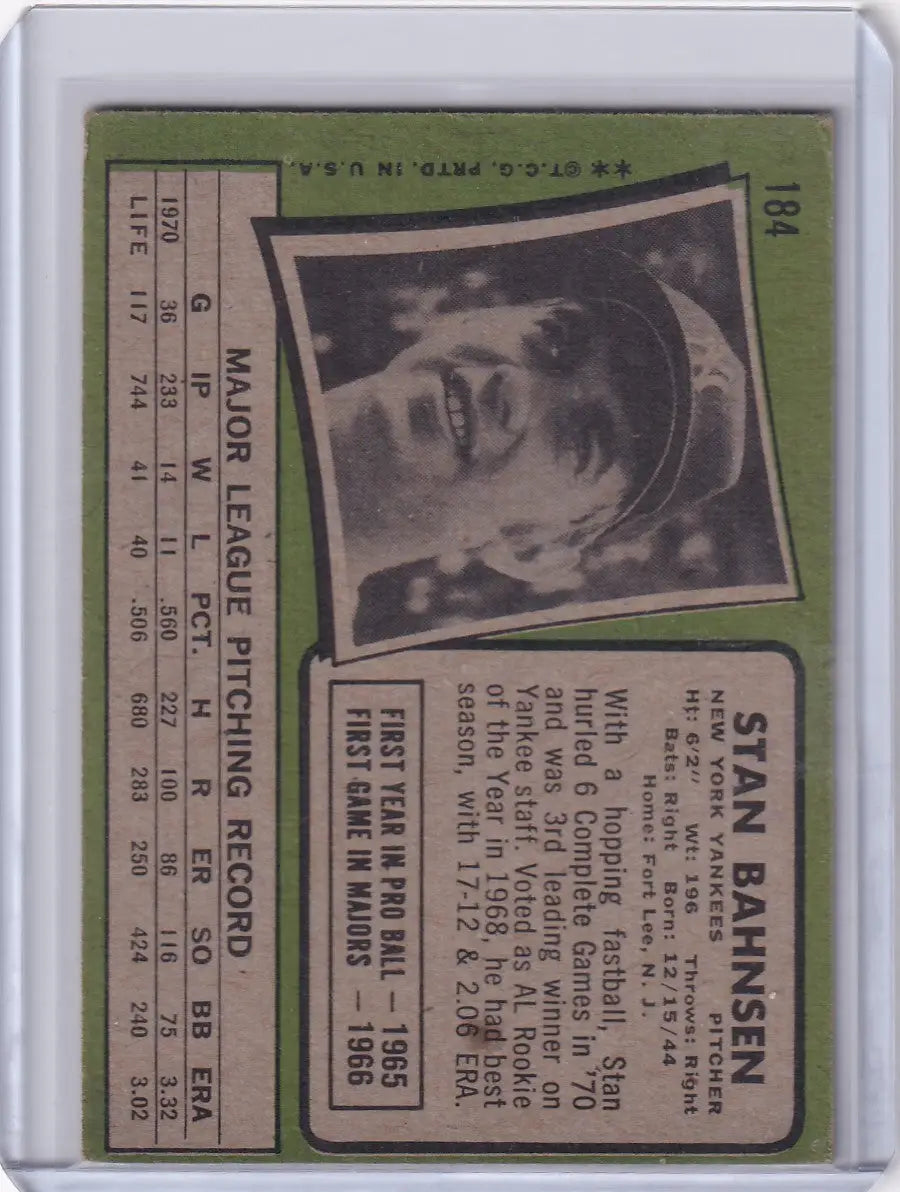 184
**©T.C.G. PRTD. IN U.S.A.
STAN BAHNSEN
NEW YORK YANKEES PITCHER
Ht: 6'2" Wt: 196 Throws: Right
Bats: Right Born: 12/15/44
Home: Fort Lee, N. J.
With a hopping fastball, Stan
hurled 6 Complete Games in '70
and was 3rd leading winner on
Yankee staff. Voted as AL Rookie
of the Year in 1968, he had best
season, with 17-12 & 2.06 ERA.
FIRST YEAR IN PRO BALL — 1965
FIRST GAME IN MAJORS — 1966
MAJOR LEAGUE PITCHING RECORD
G IP W L PCT. H R ER SO BB ERA
1970 36 233 14 11 .560 227 100 86 116 75 3.32
LIFE 117 744 41 40 .506 680 283 250 424 240 3.02